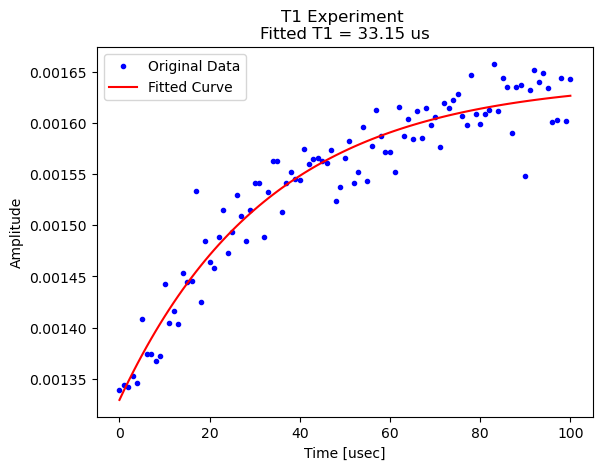 T1 Experiment
Fitted T1 = 33.15 us
Original Data
Fitted Curve
0.00165
0.00160
0.00155
0.00150
0.00145
0.00140
0.00135
Amplitude
0 20 40 60 80 100
Time [usec]